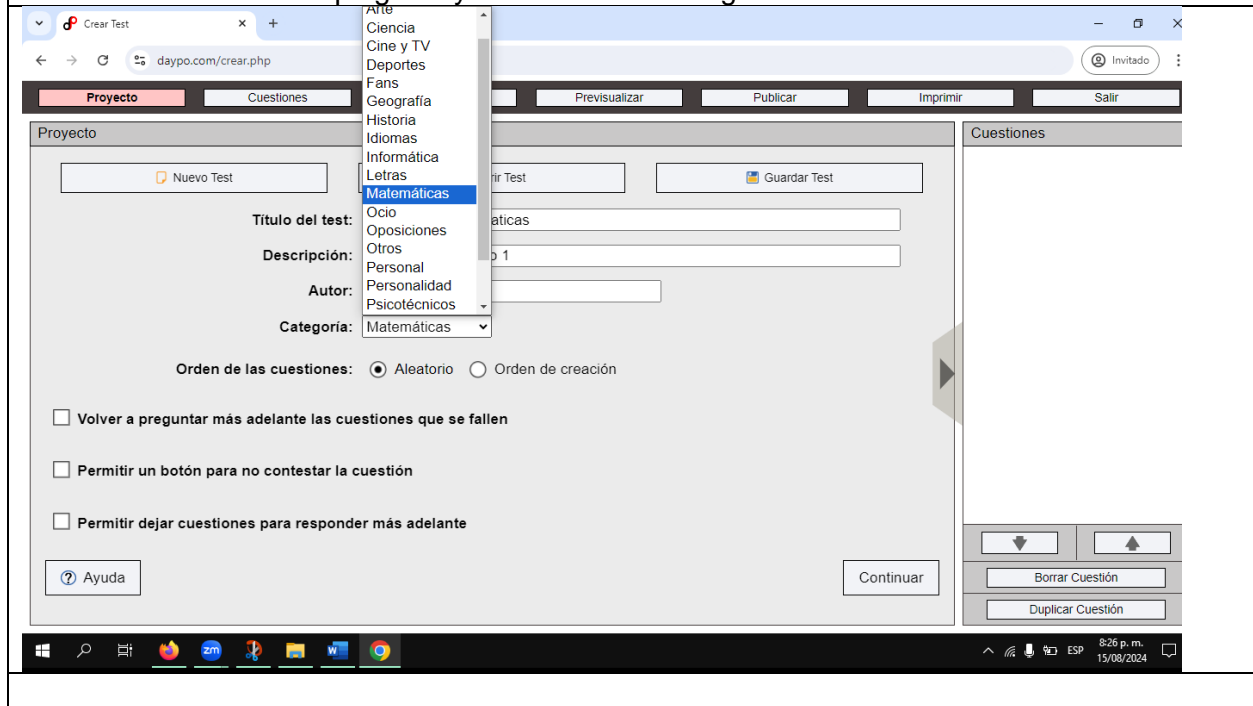 Crear Test
daypo.com/crear.php
Invitado
Proyecto
Cuestiones
Previsualizar
Publicar
Imprimir
Salir
Arte
Ciencia
Cine y TV
Deportes
Fans
Geografía
Historia
Idiomas
Informática
Letras
Matemáticas
Ocio
Oposiciones
Otros
Personal
Personalidad
Psicotécnicos
Proyecto
Nuevo Test
rir Test
Guardar Test
Título del test:
aticas
Descripción:
o 1
Autor:
Categoría: Matemáticas
Orden de las cuestiones: Aleatorio Orden de creación
Volver a preguntar más adelante las cuestiones que se fallen
Permitir un botón para no contestar la cuestión
Permitir dejar cuestiones para responder más adelante
Ayuda
Continuar
Cuestiones
Borrar Cuestión
Duplicar Cuestión
zm
ESP
8:26 p. m.
15/08/2024